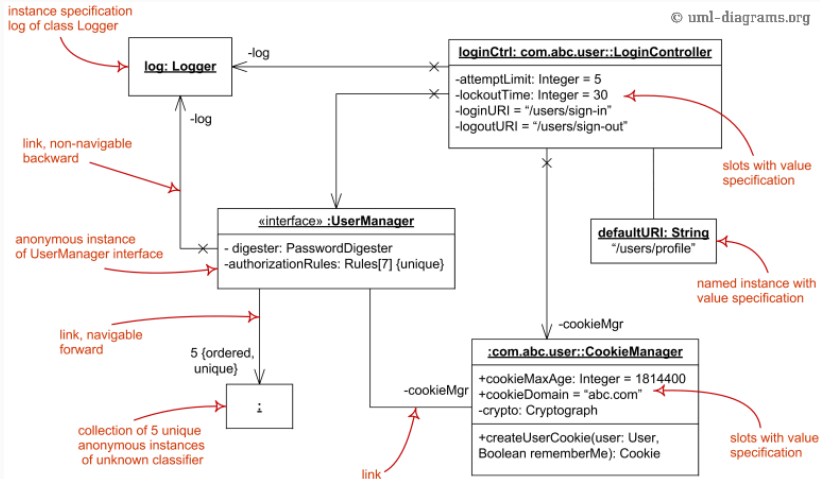 instance specification
log of class Logger
© uml-diagrams.org
log: Logger
-log
loginCtrl: com.abc.user::LoginController
-attemptLimit: Integer = 5
-lockoutTime: Integer = 30
-loginURI = “/users/sign-in”
-logoutURI = “/users/sign-out”
-log
link, non-navigable
backward
slots with value
specification
«interface» :UserManager
- digester: PasswordDigester
-authorizationRules: Rules[7] {unique}
anonymous instance
of UserManager interface
defaultURI: String
“/users/profile”
named instance with
value specification
link, navigable
forward
-cookieMgr
5 {ordered,
unique}
:
-cookieMgr
:com.abc.user::CookieManager
+cookieMaxAge: Integer = 1814400
+cookieDomain = “abc.com”
-crypto: Cryptograph
+createUserCookie(user: User,
Boolean rememberMe): Cookie
collection of 5 unique
anonymous instances
of unknown classifier
link
slots with value
specification